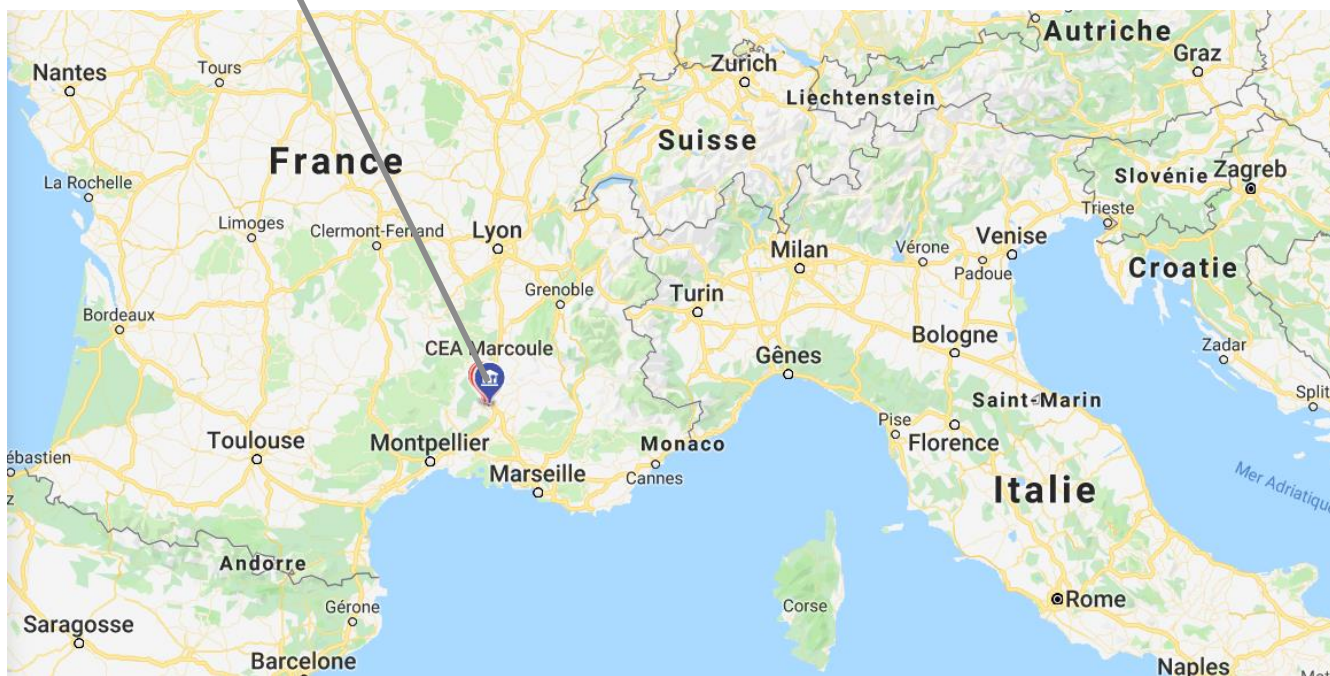 Autriche
Graz
Nantes
Tours
Zurich
Liechtenstein
Suisse
France
La Rochelle
Slovénie
Zagreb
Trieste
Limoges
Clermont-Ferrand
Lyon
Milan
Vérone
Venise
Padoue
Croatie
Grenoble
Turin
Bordeaux
Bologne
Zadar
CEA Marcoule
Gênes
Split
Saint-Marin
Pise
Florence
Toulouse
Montpellier
Monaco
Cannes
ébastien
Marseille
Mer Adriatique
Italie
z
Andorre
Gérone
Corse
Rome
Saragosse
Barcelone
Naples